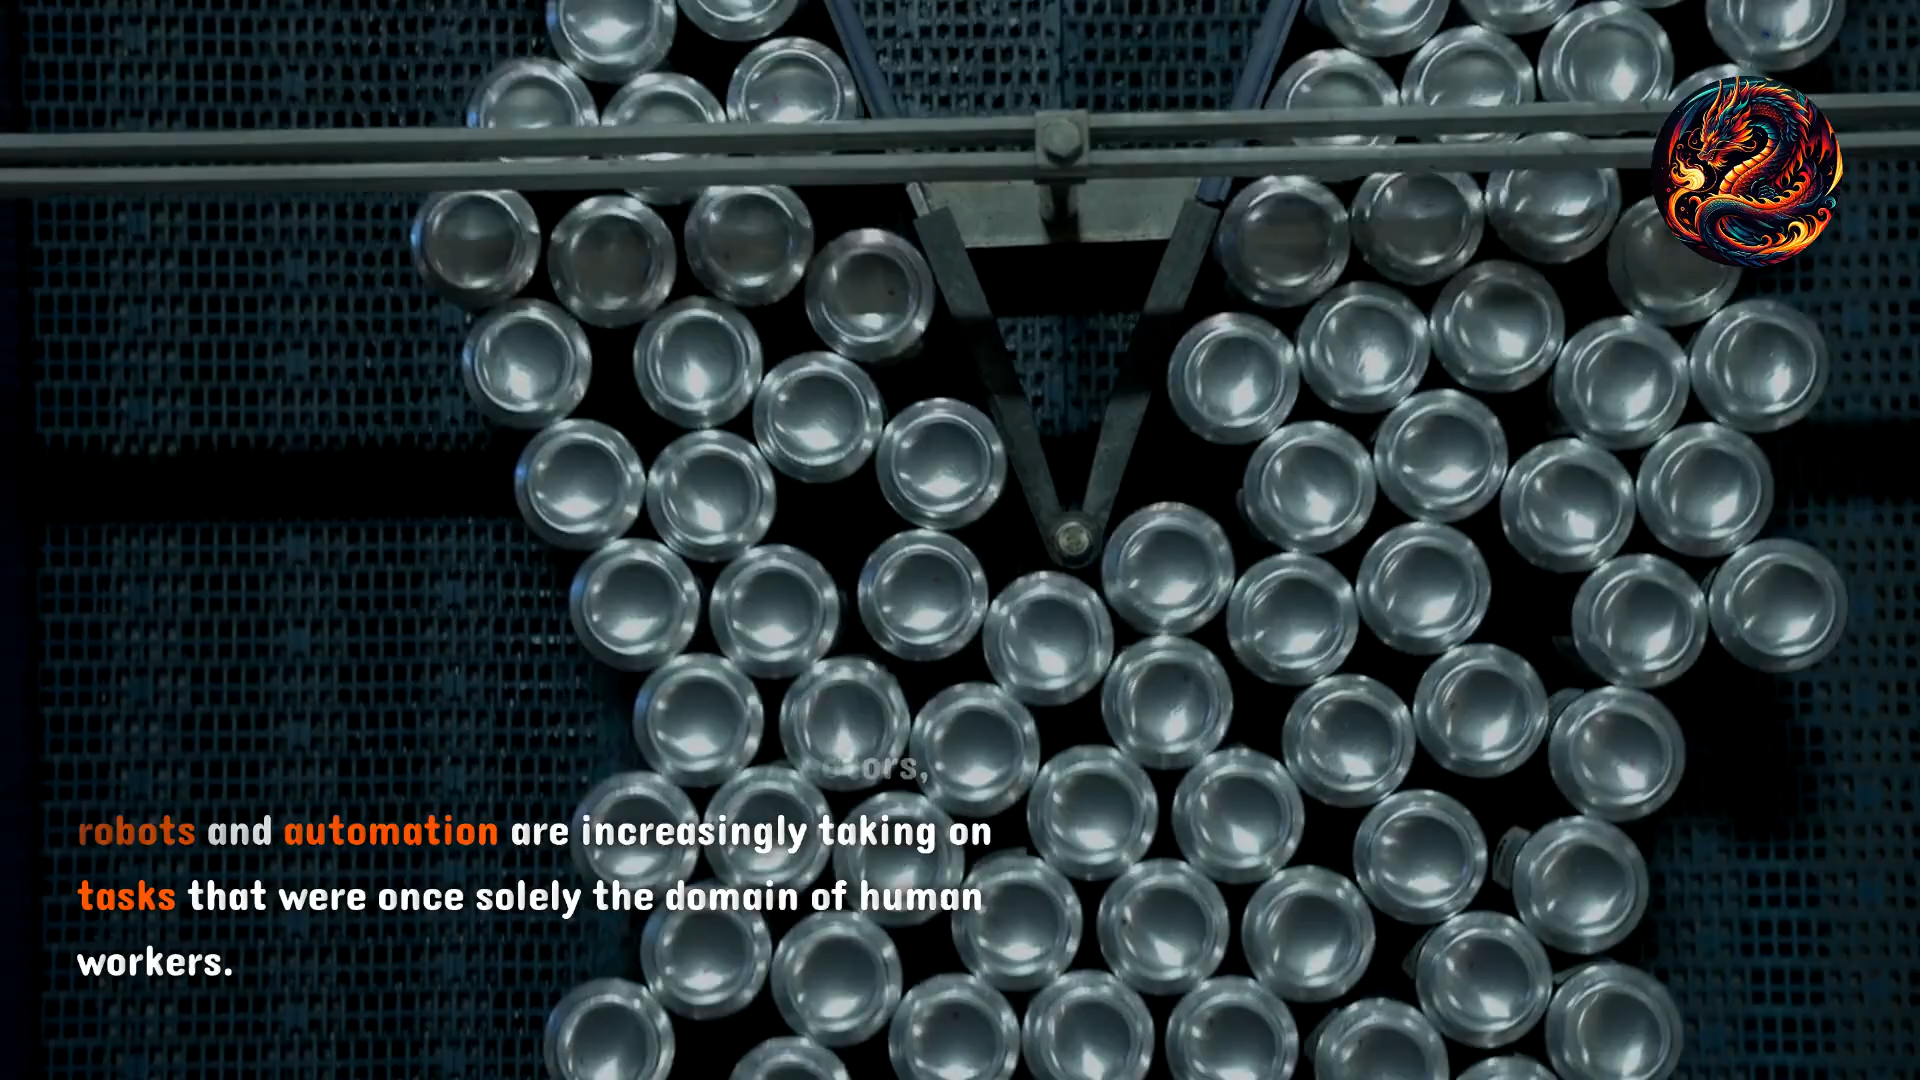 robots and automation are increasingly taking on
tasks that were once solely the domain of human
workers.